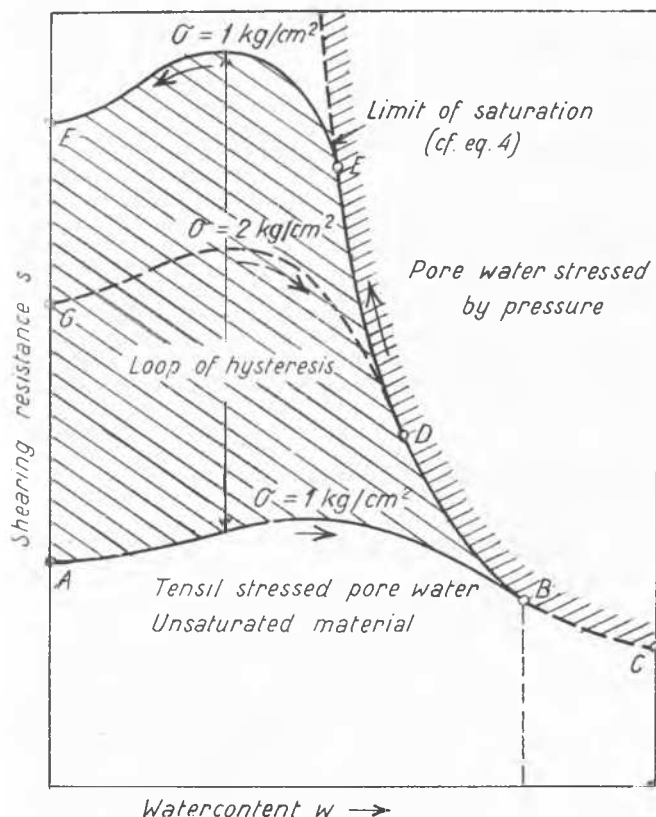 σ = 1 kg/cm²
E
Limit of saturation
(cf. eq. 4)
E
σ = 2 kg/cm²
Pore water stressed
by pressure
G
Loop of hysteresis
D
σ = 1 kg/cm²
A
Tensil stressed pore water
Unsaturated material
B
C
Shearing resistance s
Watercontent w →